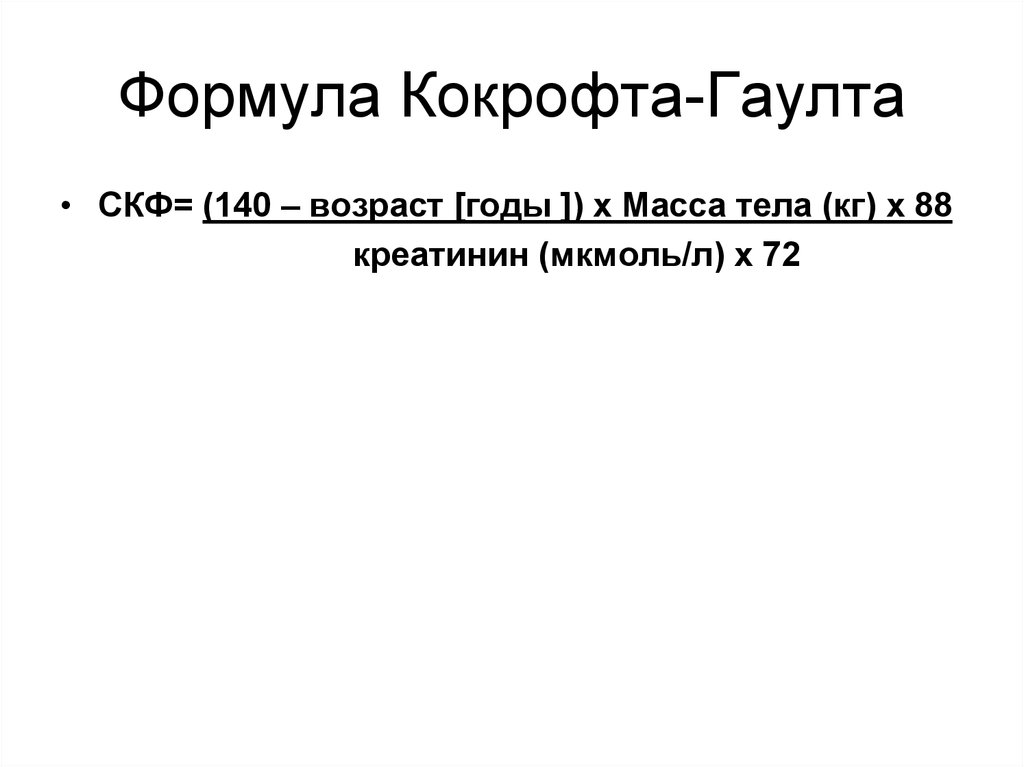 Формула Кокрофта-Гаулта
• СКФ= (140 – возраст [годы ]) х Масса тела (кг) х 88
креатинин (мкмоль/л) х 72